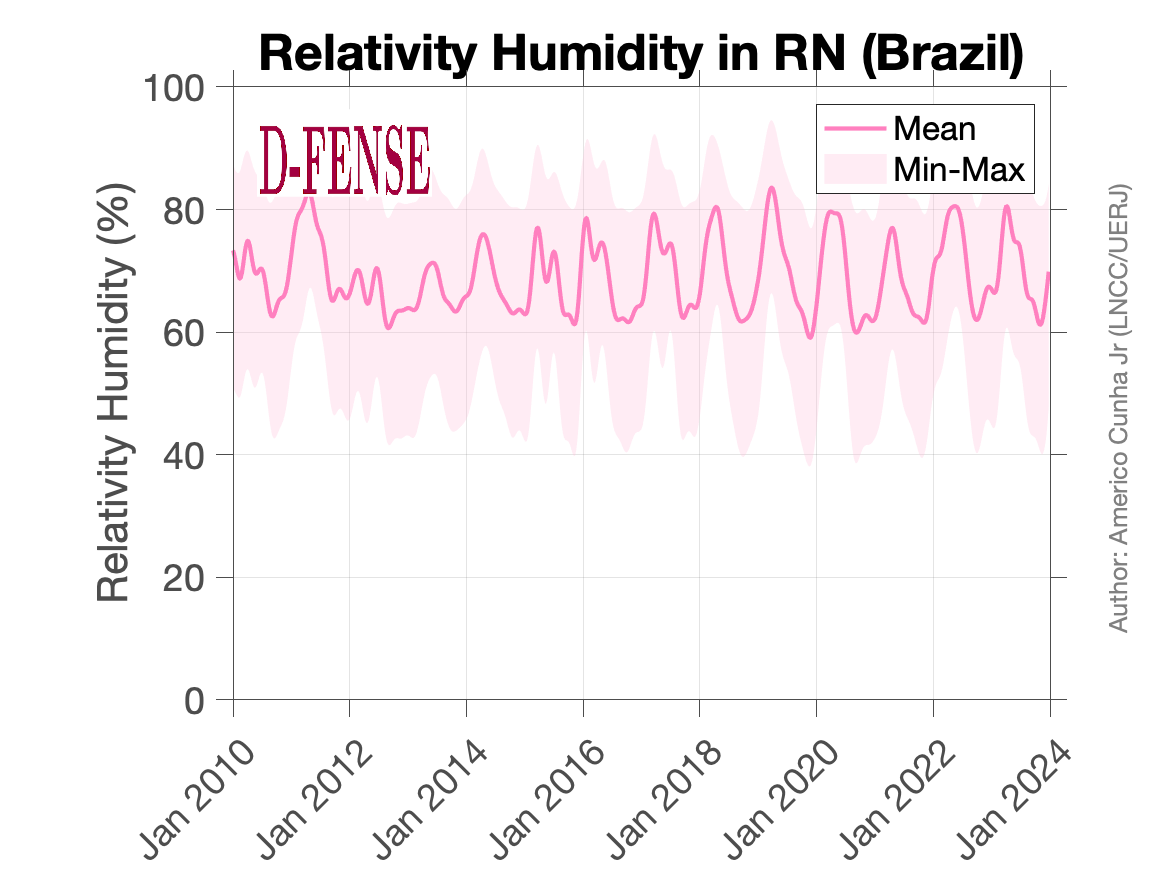 Relativity Humidity in RN (Brazil)
D-FENSE
Mean
Min-Max
Relativity Humidity (%)
100
80
60
40
20
0
Jan 2010
Jan 2012
Jan 2014
Jan 2016
Jan 2018
Jan 2020
Jan 2022
Jan 2024
Author: Americo Cunha Jr (LNCC/UERJ)